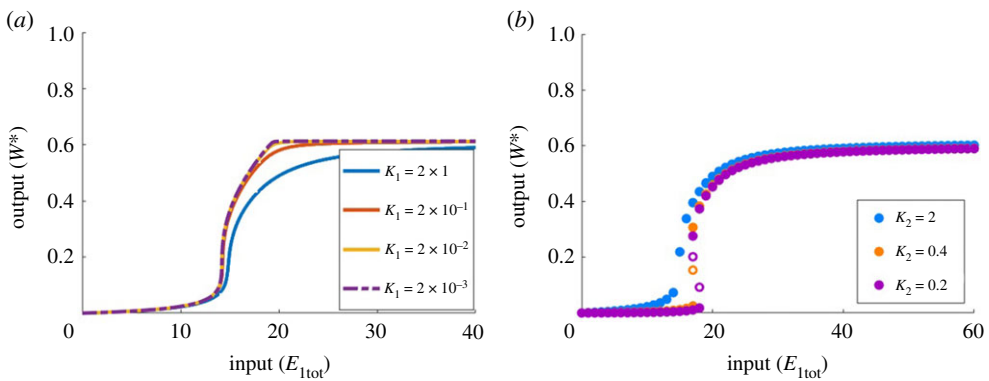 (a)
1.0
0.8
0.6
0.4
0.2
0
10
20
30
40
output (W*)
input (E1tot)
K1 = 2 × 1
K1 = 2 × 10⁻¹
K1 = 2 × 10⁻²
K1 = 2 × 10⁻³
(b)
1.0
0.8
0.6
0.4
0.2
0
20
40
60
output (W*)
input (E1tot)
K2 = 2
K2 = 0.4
K2 = 0.2